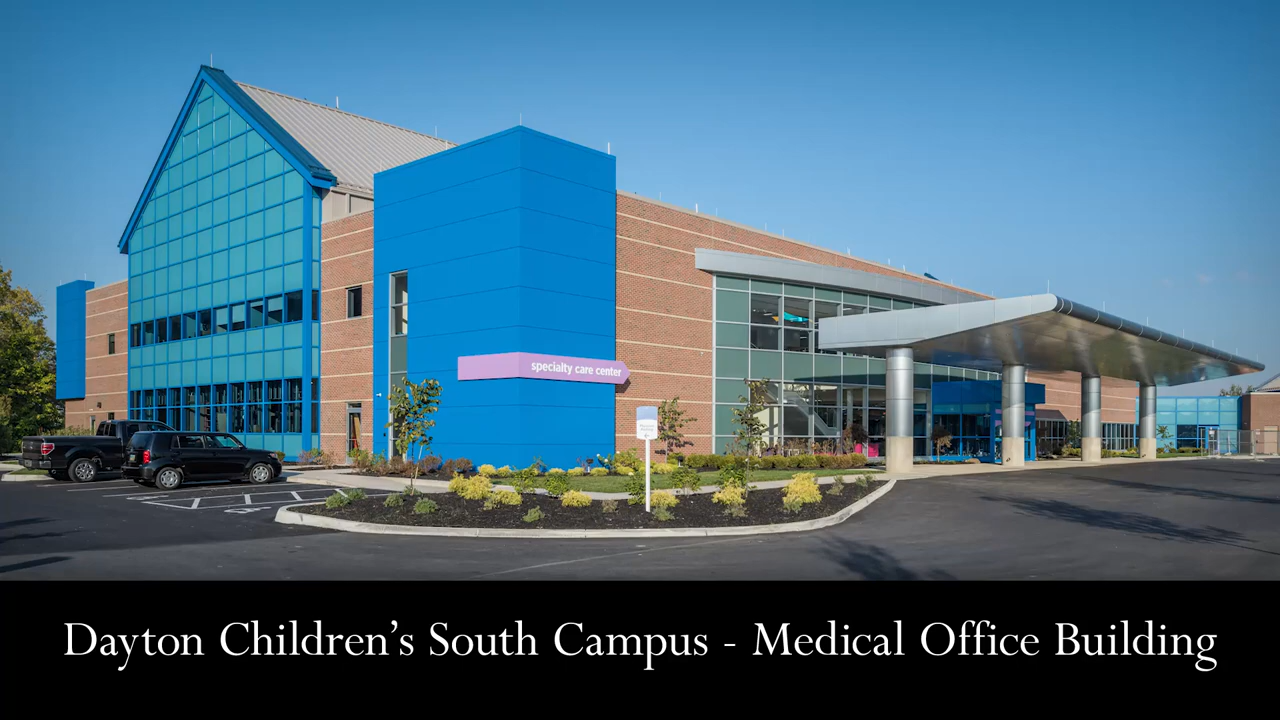 specialty care center
Dayton Children’s South Campus - Medical Office Building